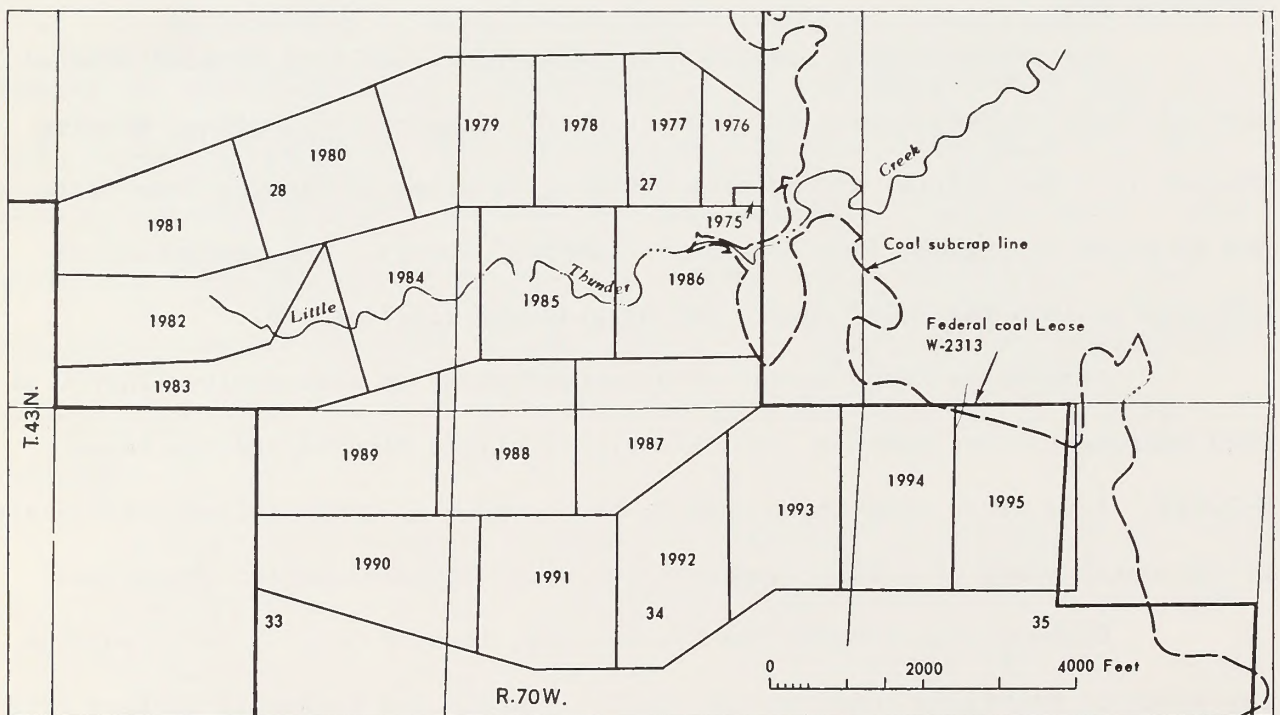 1979
1978
1977
1976
1980
28
27
1981
1975
Creek
Coal subcrap line
1984
Thunder
1986
1985
Little
1982
Federal coal Lease
W-2313
1983
T. 43 N.
1989
1988
1987
1994
1995
1993
1990
1991
1992
33
34
35
0 2000 4000 Feet
R.70W.